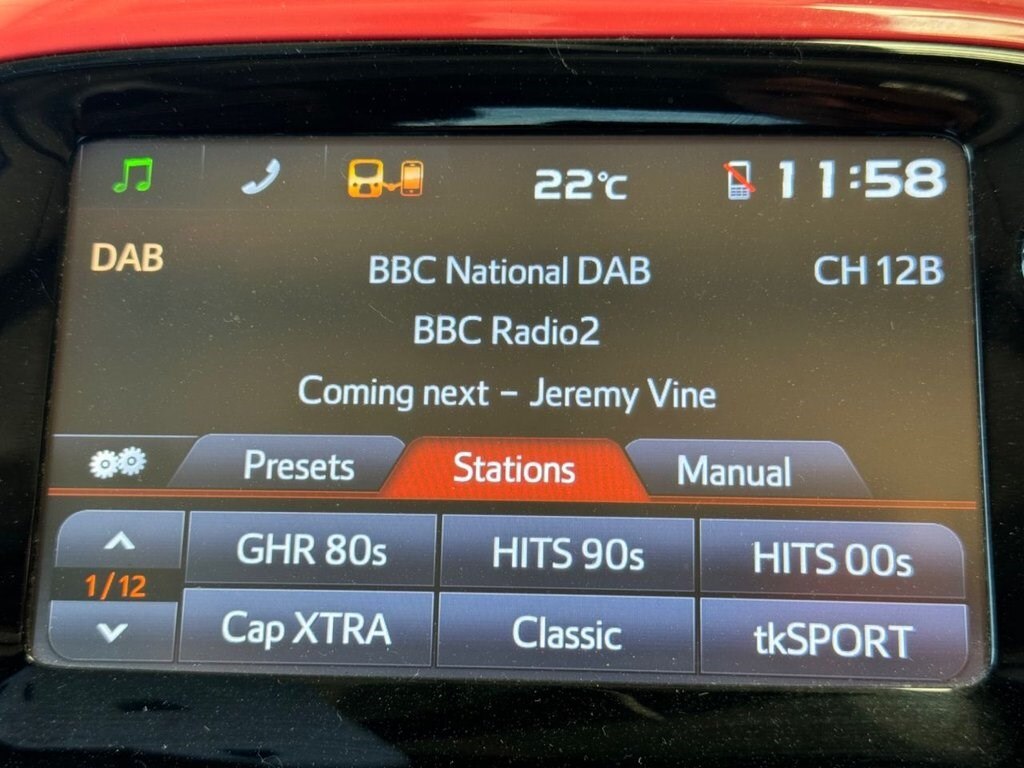 22°C 11:58
DAB
BBC National DAB CH 12B
BBC Radio2
Coming next – Jeremy Vine
Presets Stations Manual
GHR 80s HITS 90s HITS 00s
1/12
Cap XTRA Classic tkSPORT